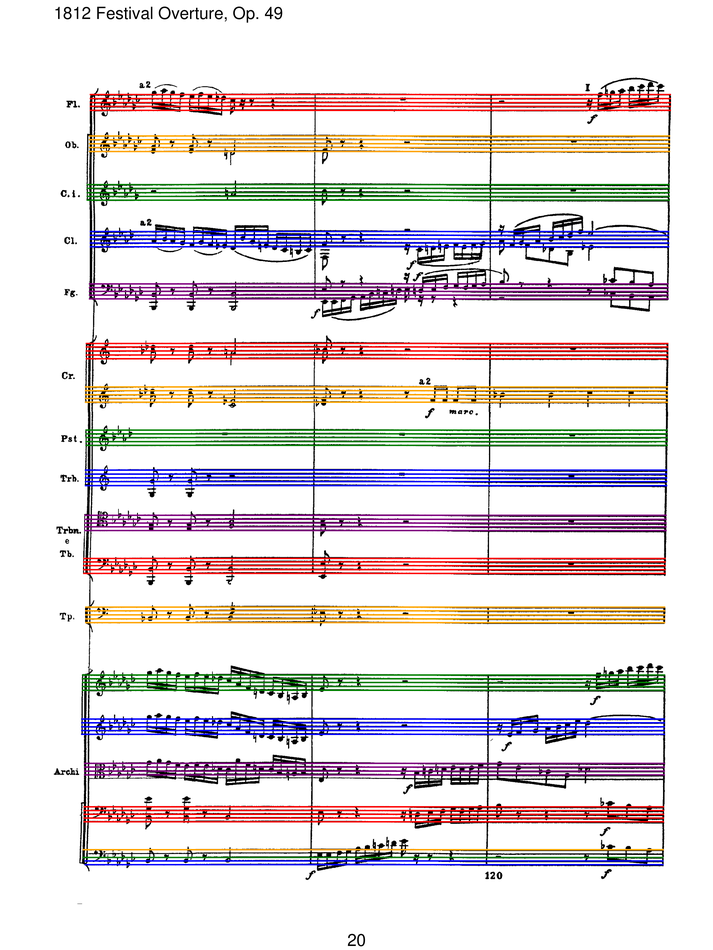 1812 Festival Overture, Op. 49
a2
I
Fl.
f
Ob.
C.i.
a2
Cl.
f
f
Fg.
f
Cr.
a2
f marc.
Pst.
Trb.
Trbn.
e
Tb.
Tp.
f
f
Archi
f
f
f
f
120
20